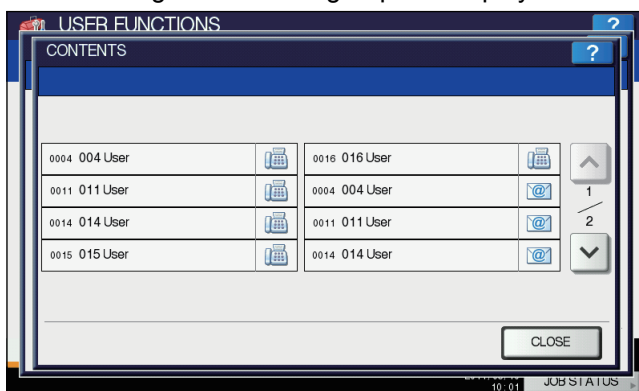 USER FUNCTIONS
?
CONTENTS
?
0004 004 User
0016 016 User
0011 011 User
0004 004 User
1
0014 014 User
0011 011 User
2
0015 015 User
0014 014 User
CLOSE
10:01
JOB STATUS